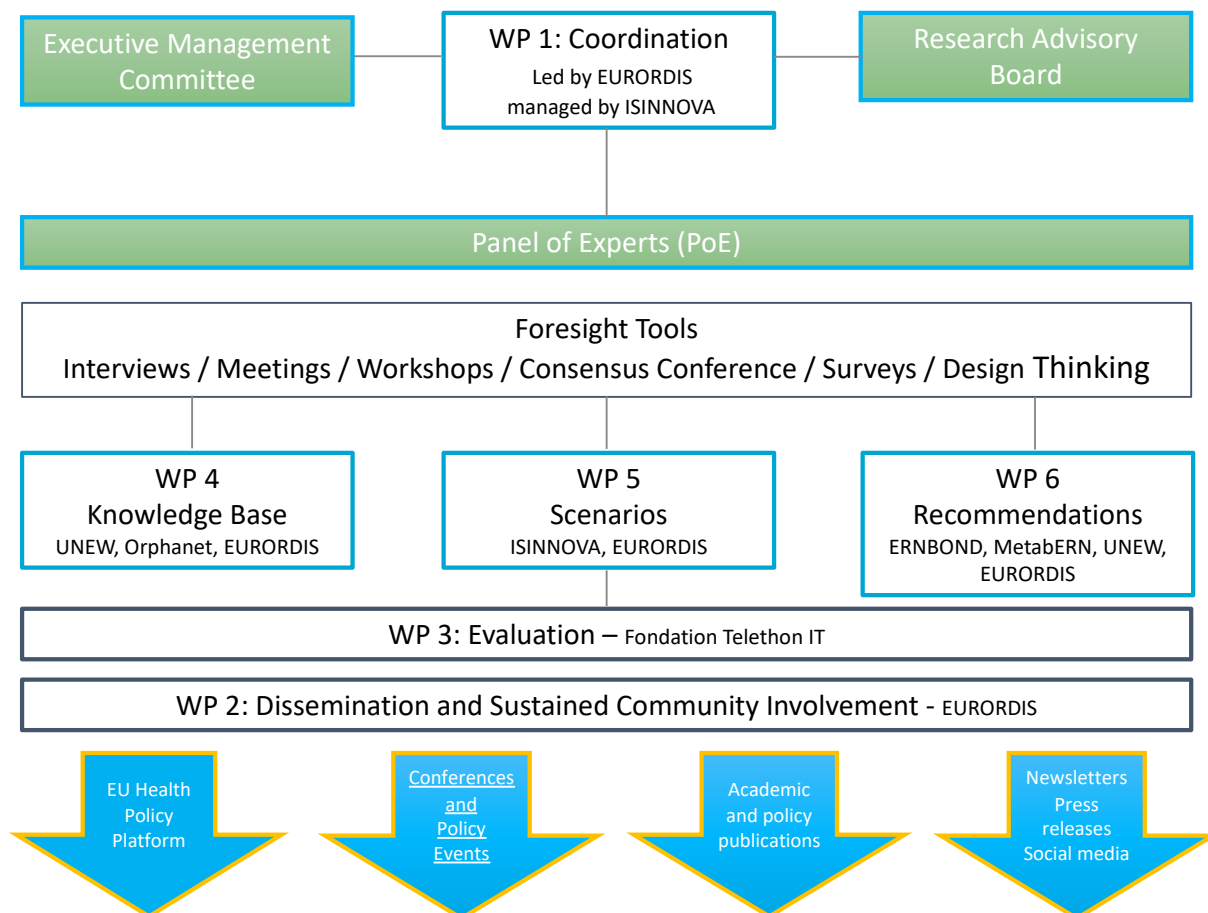 Executive Management
Committee
WP 1: Coordination
Led by EURORDIS
managed by ISINNOVA
Research Advisory
Board
Panel of Experts (PoE)
Foresight Tools
Interviews / Meetings / Workshops / Consensus Conference / Surveys / Design Thinking
WP 4
Knowledge Base
UNEW, Orphanet, EURORDIS
WP 5
Scenarios
ISINNOVA, EURORDIS
WP 6
Recommendations
ERNBOND, MetabERN, UNEW,
EURORDIS
WP 3: Evaluation – Fondation Telethon IT
WP 2: Dissemination and Sustained Community Involvement - EURORDIS
EU Health
Policy
Platform
Conferences
and
Policy
Events
Academic
and policy
publications
Newsletters
Press
releases
Social media